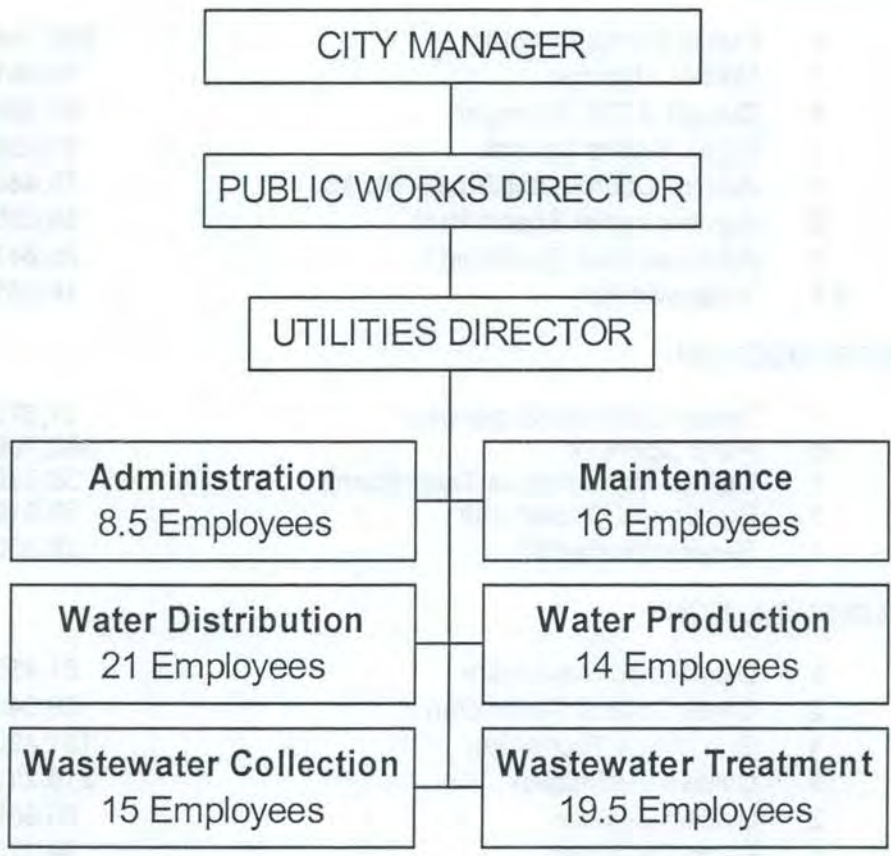 CITY MANAGER
PUBLIC WORKS DIRECTOR
UTILITIES DIRECTOR
Administration
8.5 Employees
Maintenance
16 Employees
Water Distribution
21 Employees
Water Production
14 Employees
Wastewater Collection
15 Employees
Wastewater Treatment
19.5 Employees